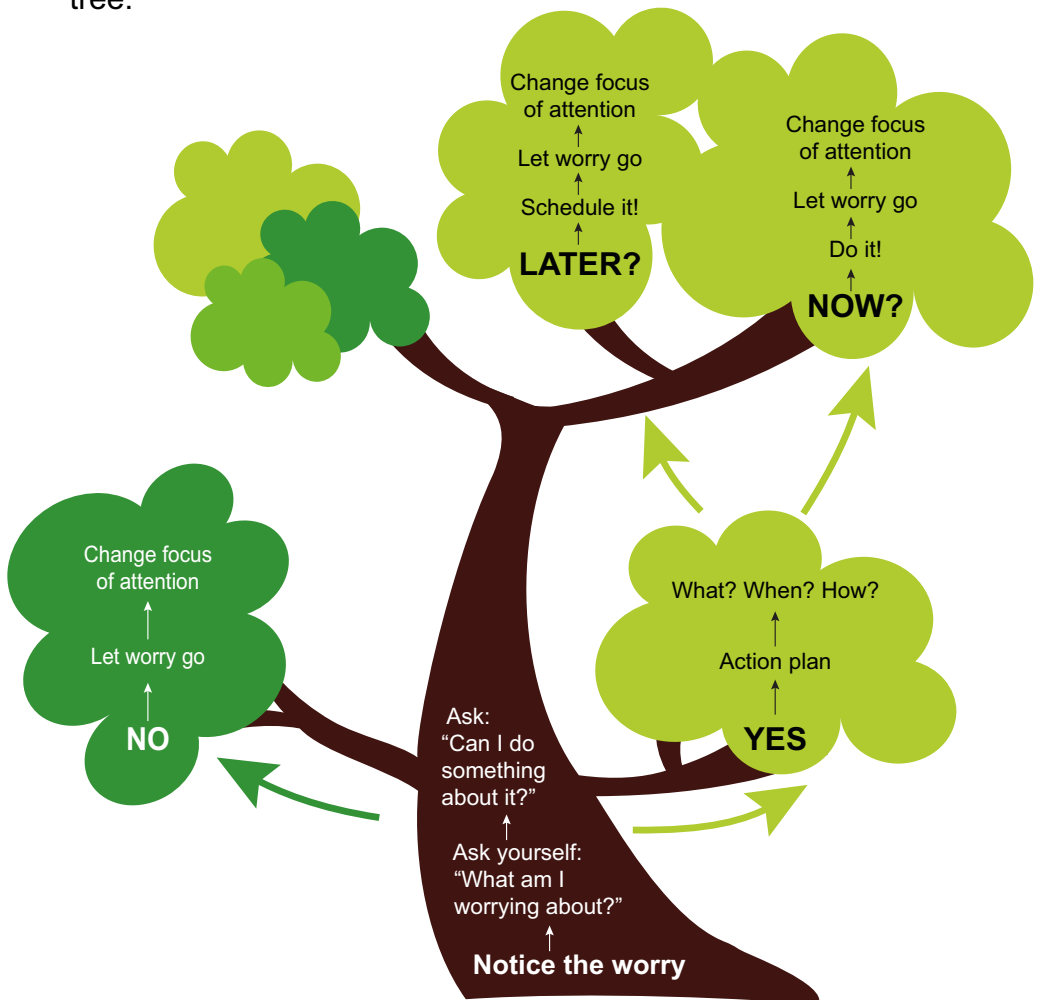 tree:
Change focus
of attention
Let worry go
Schedule it!
LATER?
Change focus
of attention
Let worry go
Do it!
NOW?
Change focus
of attention
Let worry go
NO
What? When? How?
Action plan
YES
Ask:
“Can I do
something
about it?”
Ask yourself:
“What am I
worrying about?”
Notice the worry